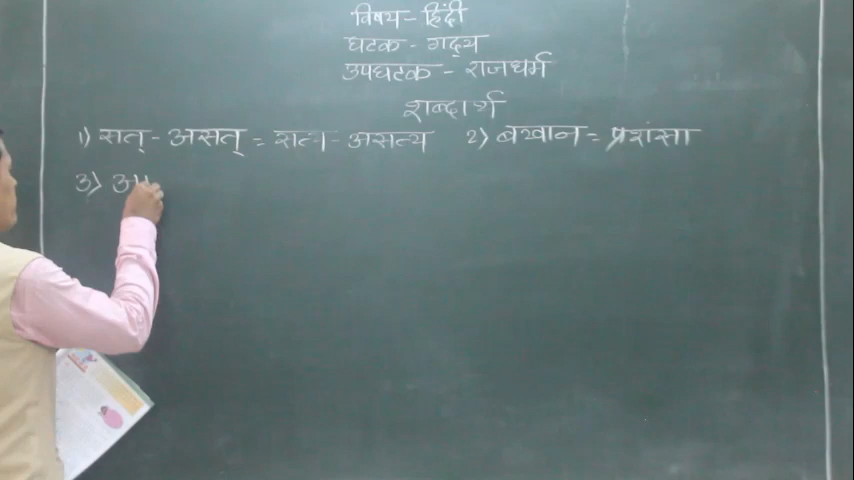 विषय - हिंदी
घटक - गद्य
उपघटक - राजधर्म
शब्दार्थ
1) सत् - असत् = सत्य - असत्य 2) बखान = प्रशंसा
3)